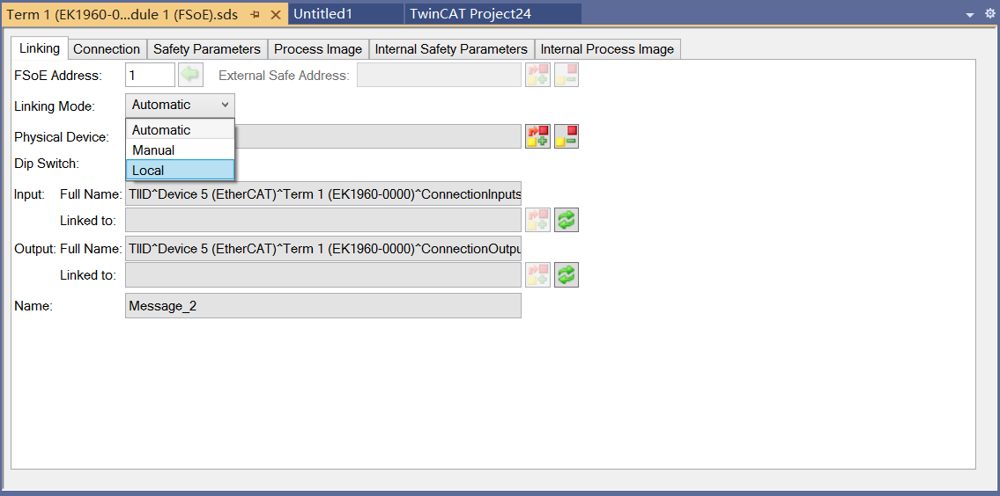 Term 1 (EK1960-0...dule 1 (FSoE).sds Untitled1 TwinCAT Project24
Linking Connection Safety Parameters Process Image Internal Safety Parameters Internal Process Image
FSoE Address: 1 External Safe Address:
Linking Mode: Automatic
Automatic
Physical Device:
Manual
Dip Switch:
Local
Input: Full Name: TIID^Device 5 (EtherCAT)^Term 1 (EK1960-0000)^ConnectionInputs
Linked to:
Output: Full Name: TIID^Device 5 (EtherCAT)^Term 1 (EK1960-0000)^ConnectionOutpu
Linked to:
Name: Message_2